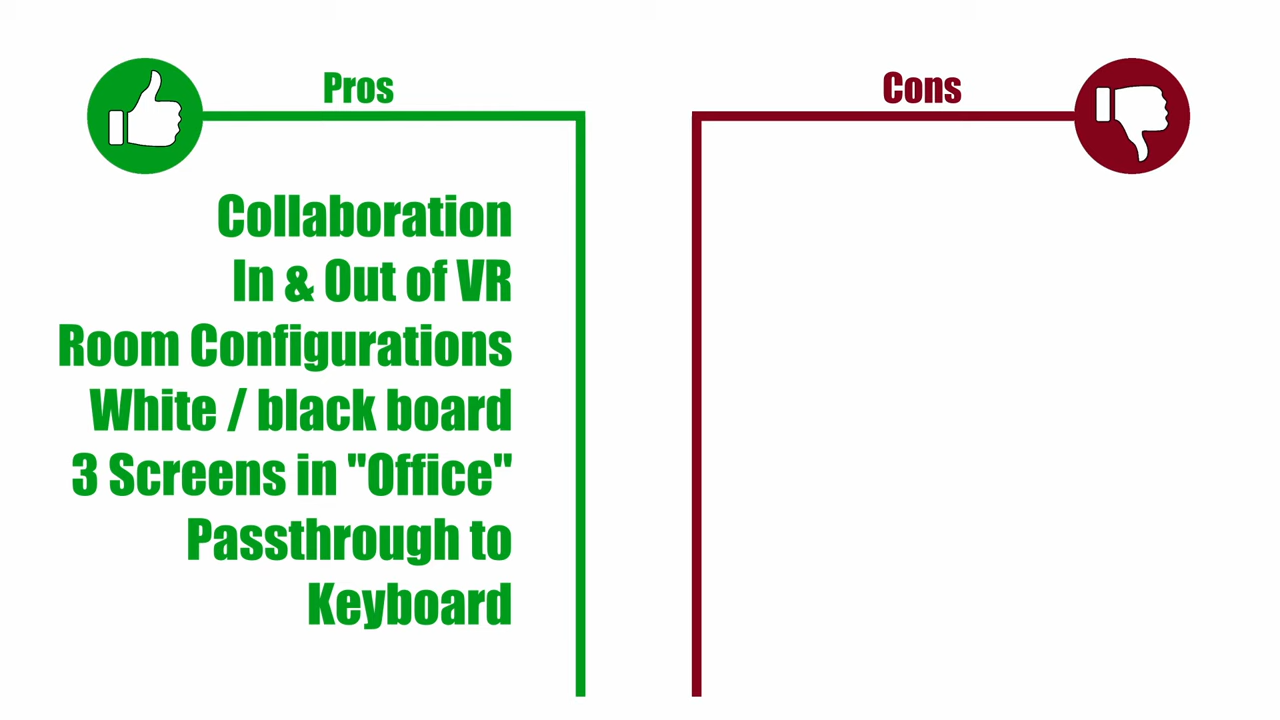 Pros
Cons
Collaboration
In & Out of VR
Room Configurations
White / black board
3 Screens in "Office"
Passthrough to
Keyboard